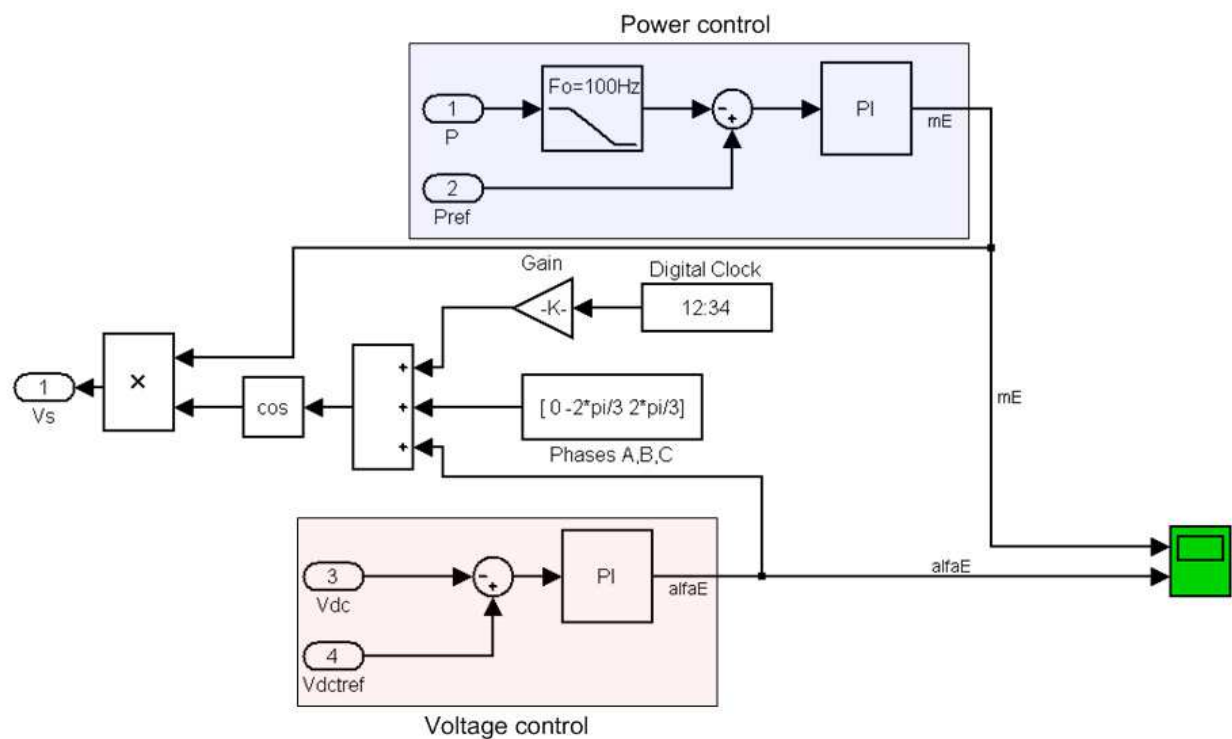 Power control
Fo=100Hz
1
P
PI
mE
2
Pref
Gain
Digital Clock
-K-
12:34
1
Vs
×
cos
+
+
+
[ 0 -2*pi/3 2*pi/3]
Phases A,B,C
mE
3
Vdc
PI
alfaE
alfaE
4
Vdctref
-
+
-
+
Voltage control